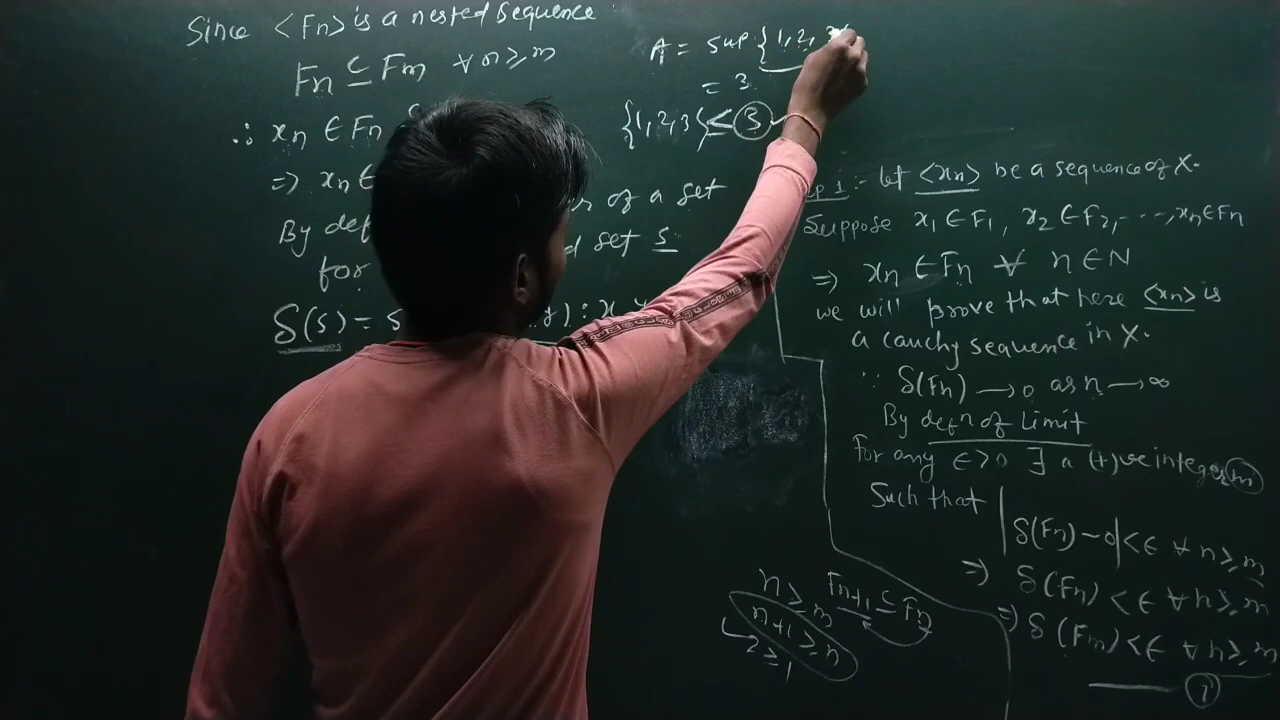 Since <Fn> is a nested sequence
Fn ⊆ Fm ∀ n ≥ m
∴ xn ∈ Fn
=> xn ∈
By def of a set
for d set s
δ(s) = s ) : x
A = sup {1, 2, 3
= 3
{1, 2, 3} ≤ 3
p 1 :- let <xn> be a sequence of X.
Suppose x1 ∈ F1, x2 ∈ F2, ----, xn ∈ Fn
=> xn ∈ Fn ∀ n ∈ N
we will prove that here <xn> is
a cauchy sequence in X.
∵ δ(Fn) → 0 as n → ∞
By defn of limit
For any ϵ > 0 ∃ a (+)ve integer m
Such that
|δ(Fn) - 0| < ϵ ∀ n ≥ m
=> δ(Fn) < ϵ ∀ n ≥ m
=> δ(Fm) < ϵ ∀ n ≥ m
— 1
n ≥ m
n+1 ≥ n
2 ≥ 1
Fn+1 ⊆ Fn